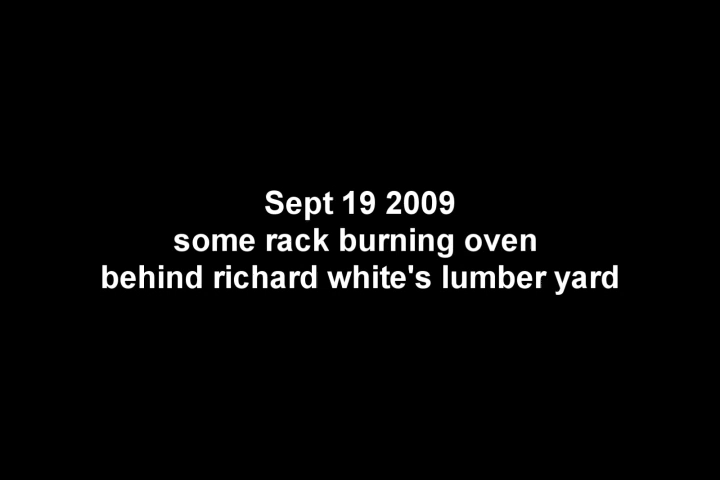 Sept 19 2009
some rack burning oven
behind richard white's lumber yard